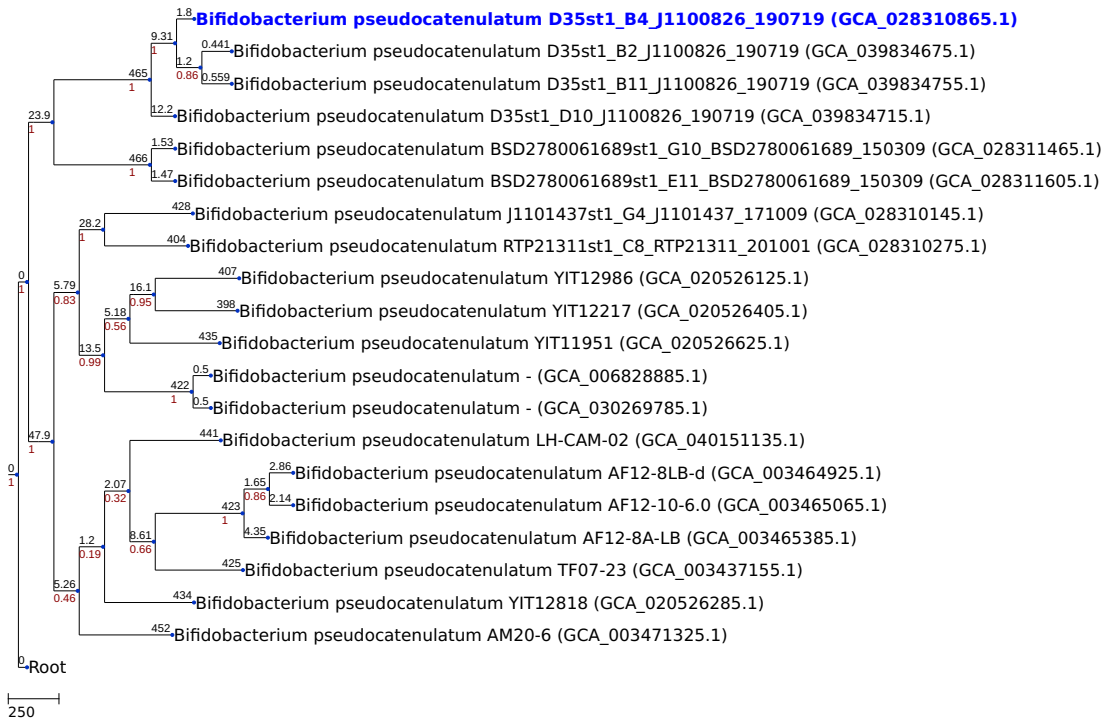 1.8 Bifidobacterium pseudocatenulatum D35st1_B4_J1100826_190719 (GCA_028310865.1)
9.31
1
0.441 Bifidobacterium pseudocatenulatum D35st1_B2_J1100826_190719 (GCA_039834675.1)
1.2
0.86
465
1
0.559 Bifidobacterium pseudocatenulatum D35st1_B11_J1100826_190719 (GCA_039834755.1)
12.2 Bifidobacterium pseudocatenulatum D35st1_D10_J1100826_190719 (GCA_039834715.1)
23.9
1
1.53 Bifidobacterium pseudocatenulatum BSD2780061689st1_G10_BSD2780061689_150309 (GCA_028311465.1)
466
1
1.47 Bifidobacterium pseudocatenulatum BSD2780061689st1_E11_BSD2780061689_150309 (GCA_028311605.1)
428 Bifidobacterium pseudocatenulatum J1101437st1_G4_J1101437_171009 (GCA_028310145.1)
28.2
1
404 Bifidobacterium pseudocatenulatum RTP21311st1_C8_RTP21311_201001 (GCA_028310275.1)
0
1
407 Bifidobacterium pseudocatenulatum YIT12986 (GCA_020526125.1)
5.79
0.83
16.1
0.95
398 Bifidobacterium pseudocatenulatum YIT12217 (GCA_020526405.1)
5.18
0.56
435 Bifidobacterium pseudocatenulatum YIT11951 (GCA_020526625.1)
13.5
0.99
0.5 Bifidobacterium pseudocatenulatum - (GCA_006828885.1)
422
1
0.5 Bifidobacterium pseudocatenulatum - (GCA_030269785.1)
47.9
1
441 Bifidobacterium pseudocatenulatum LH-CAM-02 (GCA_040151135.1)
0
1
2.86 Bifidobacterium pseudocatenulatum AF12-8LB-d (GCA_003464925.1)
2.07
0.32
1.65
0.86
2.14 Bifidobacterium pseudocatenulatum AF12-10-6.0 (GCA_003465065.1)
423
1
4.35 Bifidobacterium pseudocatenulatum AF12-8A-LB (GCA_003465385.1)
8.61
0.66
1.2
0.19
425 Bifidobacterium pseudocatenulatum TF07-23 (GCA_003437155.1)
5.26
0.46
434 Bifidobacterium pseudocatenulatum YIT12818 (GCA_020526285.1)
452 Bifidobacterium pseudocatenulatum AM20-6 (GCA_003471325.1)
0 Root
250